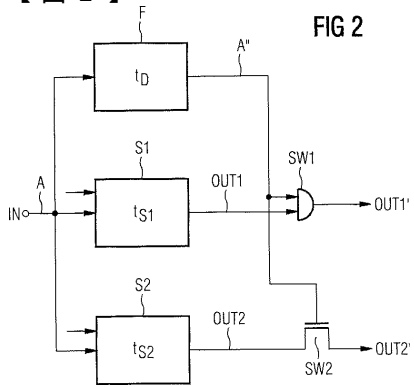 F
FIG 2
t_D
A"
S1
A
t_S1
OUT1
SW1
IN
OUT1'
S2
t_S2
OUT2
OUT2'
SW2